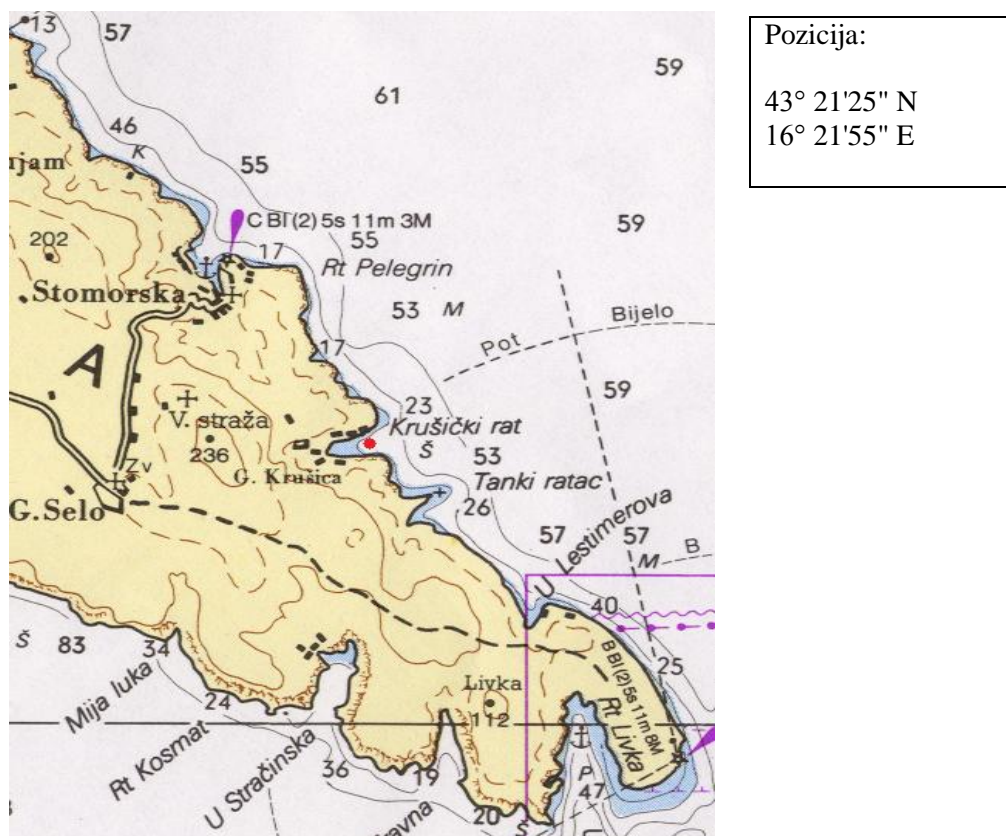 13
57
59
61
46
K
ujam
55
C Bl (2) 5s 11m 3M
59
202
55
17
Rt Pelegrin
Stomorska
53
M
Bijelo
Pot
17
A
59
23
Krušički rat
V. straža
Š
236
53
Zv
G. Krušica
Tanki ratac
26
G.Selo
57
57
U Lestimerova
M
B
40
Š
83
34
B Bl (2) 5s 11m 8M
25
Livka
Mija luka
24
112
Rt Livka
Rt Kosmat
U Stračinska
36
19
P
47
20
Š
ravna
Pozicija:
43° 21'25" N
16° 21'55" E